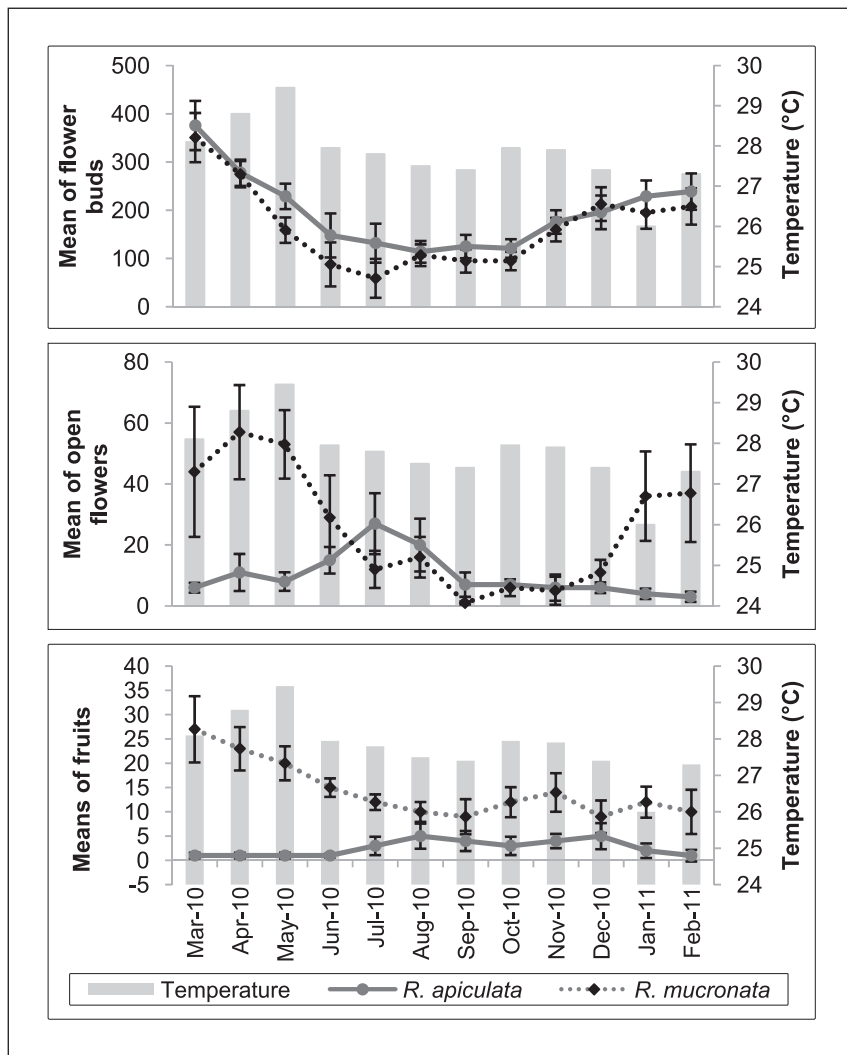 500
400
300
200
100
0
Mean of flower
buds
30
29
28
27
26
25
24
Temperature (°C)
80
60
40
20
0
Mean of open
flowers
30
29
28
27
26
25
24
Temperature (°C)
40
35
30
25
20
15
10
5
0
-5
Means of fruits
30
29
28
27
26
25
24
Temperature (°C)
Mar-10
Apr-10
May-10
Jun-10
Jul-10
Aug-10
Sep-10
Oct-10
Nov-10
Dec-10
Jan-11
Feb-11
Temperature R. apiculata R. mucronata